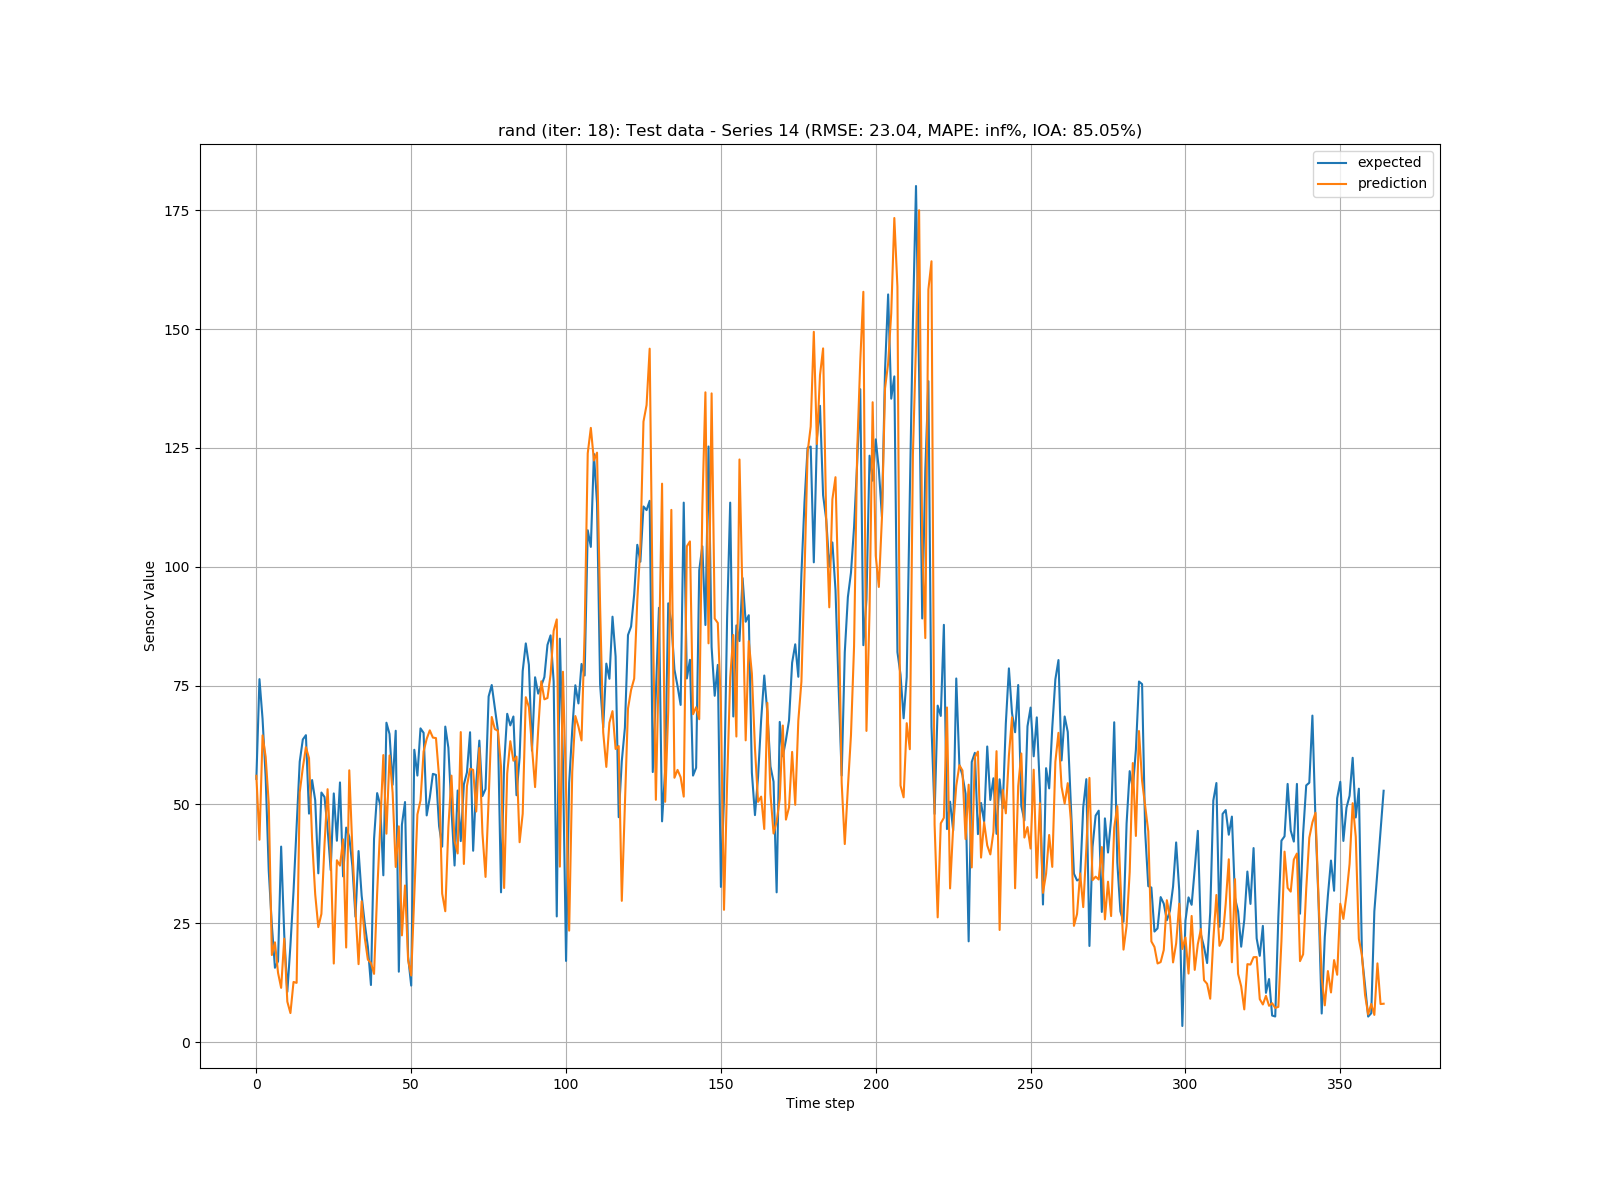 rand (iter: 18): Test data - Series 14 (RMSE: 23.04, MAPE: inf%, IOA: 85.05%)
expected
prediction
175
150
125
100
75
50
25
0
Sensor Value
0 50 100 150 200 250 300 350
Time step